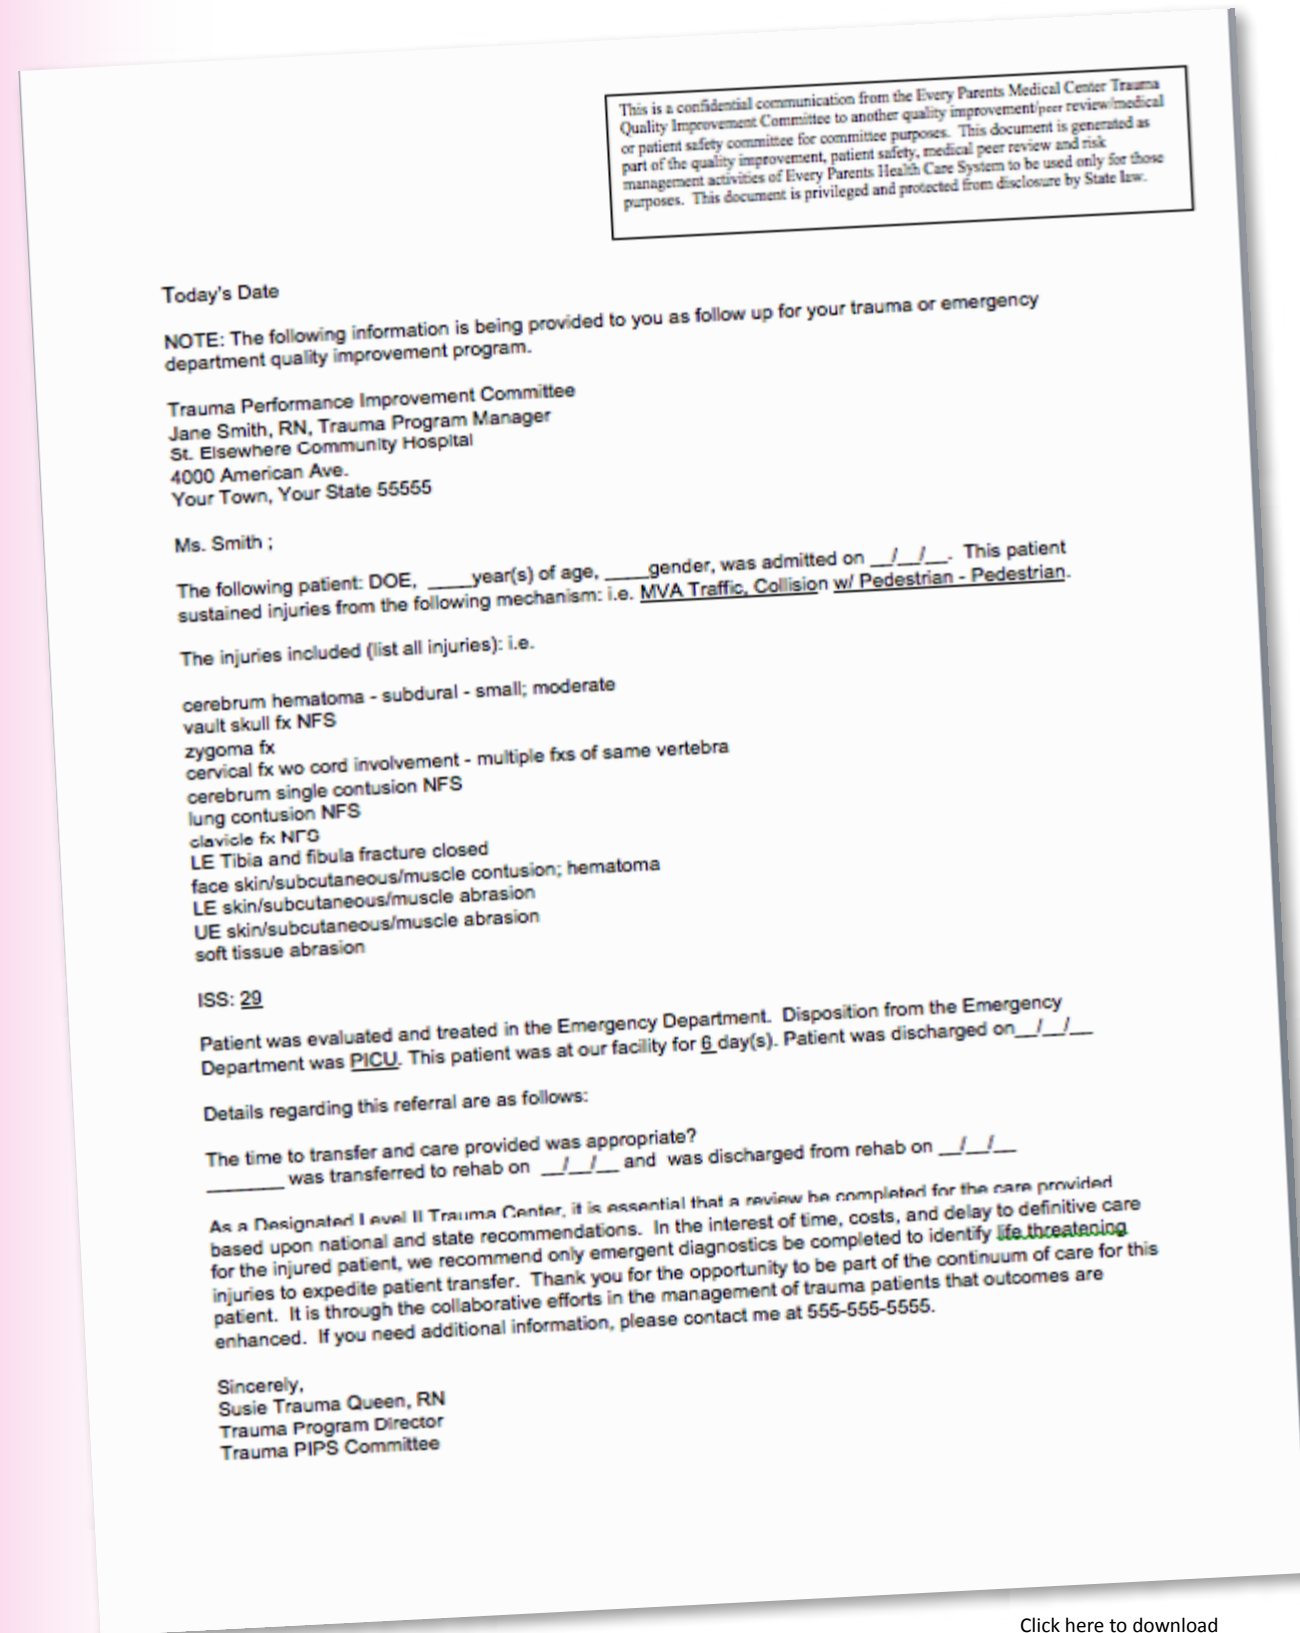 This is a confidential communication from the Every Parents Medical Center Trauma
Quality Improvement Committee to another quality improvement/peer review/medical
or patient safety committee for committee purposes.  This document is generated as
part of the quality improvement, patient safety, medical peer review and risk
management activities of Every Parents Health Care System to be used only for those
purposes.  This document is privileged and protected from disclosure by State law.
Today's Date
NOTE: The following information is being provided to you as follow up for your trauma or emergency
department quality improvement program.
Trauma Performance Improvement Committee
Jane Smith, RN, Trauma Program Manager
St. Elsewhere Community Hospital
4000 American Ave.
Your Town, Your State 55555
Ms. Smith ;
The following patient: DOE, ____year(s) of age, ____gender, was admitted on __/__/__.  This patient
sustained injuries from the following mechanism: i.e. MVA Traffic, Collision w/ Pedestrian - Pedestrian.
The injuries included (list all injuries): i.e.
cerebrum hematoma - subdural - small; moderate
vault skull fx NFS
zygoma fx
cervical fx wo cord involvement - multiple fxs of same vertebra
cerebrum single contusion NFS
lung contusion NFS
clavicle fx NFS
LE Tibia and fibula fracture closed
face skin/subcutaneous/muscle contusion; hematoma
LE skin/subcutaneous/muscle abrasion
UE skin/subcutaneous/muscle abrasion
soft tissue abrasion
ISS: 29
Patient was evaluated and treated in the Emergency Department.  Disposition from the Emergency
Department was PICU. This patient was at our facility for 6 day(s). Patient was discharged on__/__/__
Details regarding this referral are as follows:
The time to transfer and care provided was appropriate?
________ was transferred to rehab on __/__/__ and  was discharged from rehab on __/__/__
As a Designated Level II Trauma Center, it is essential that a review be completed for the care provided
based upon national and state recommendations.  In the interest of time, costs, and delay to definitive care
for the injured patient, we recommend only emergent diagnostics be completed to identify life threatening
injuries to expedite patient transfer.  Thank you for the opportunity to be part of the continuum of care for this
patient.  It is through the collaborative efforts in the management of trauma patients that outcomes are
enhanced.  If you need additional information, please contact me at 555-555-5555.
Sincerely,
Susie Trauma Queen, RN
Trauma Program Director
Trauma PIPS Committee
Click here to download